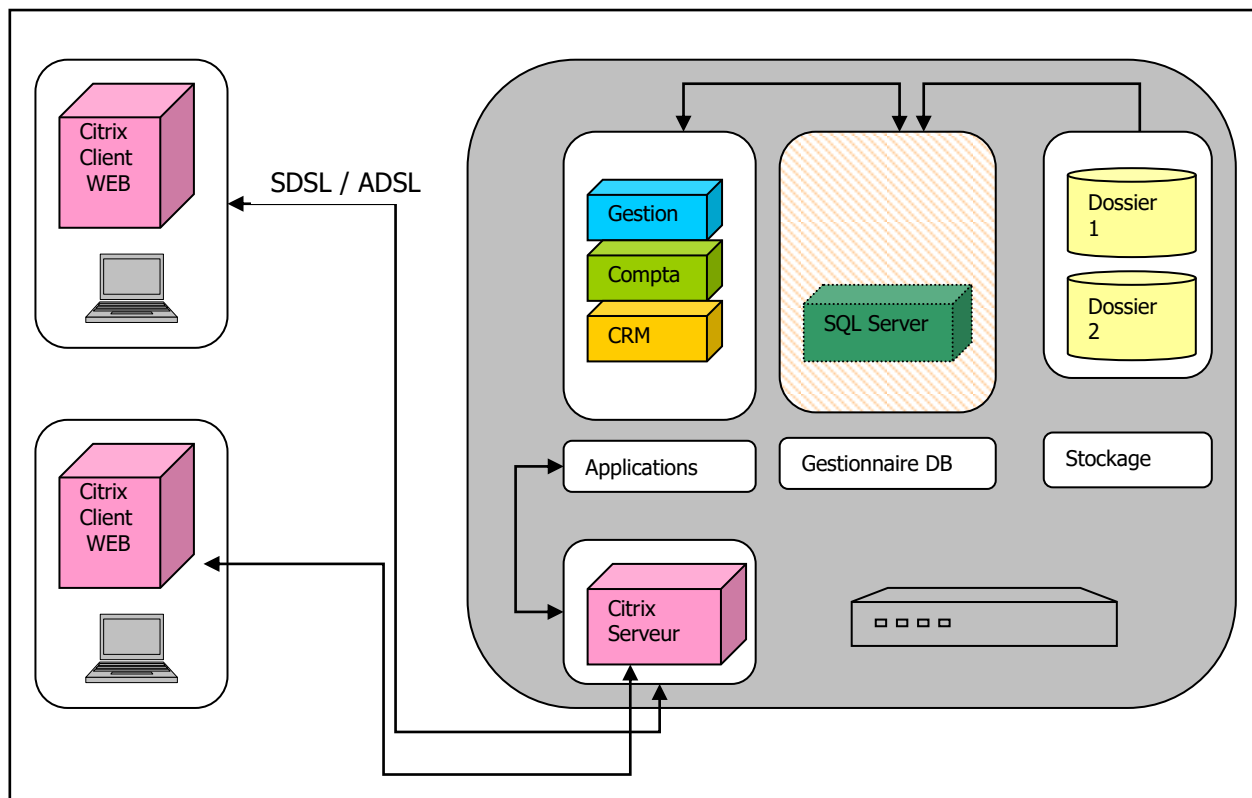 Citrix
Client
WEB
SDSL / ADSL
Citrix
Client
WEB
Gestion
Compta
CRM
SQL Server
Dossier
1
Dossier
2
Applications
Gestionnaire DB
Stockage
Citrix
Serveur